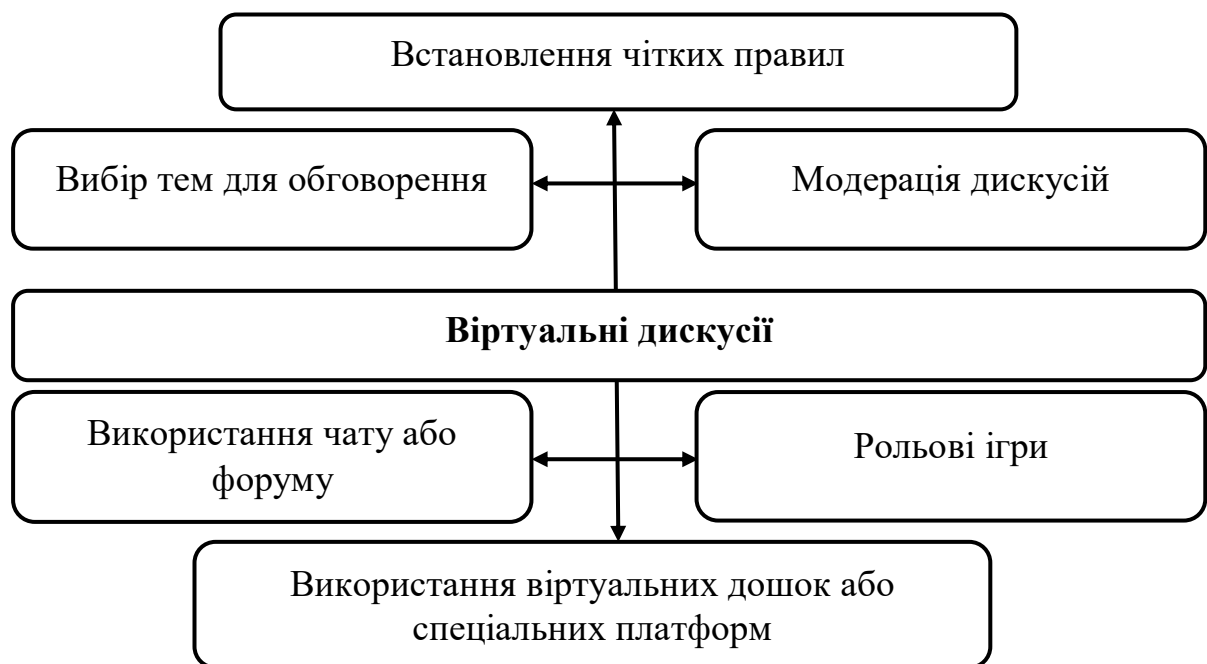 Встановлення чітких правил
Вибір тем для обговорення
Модерація дискусій
Віртуальні дискусії
Використання чату або
форуму
Рольові ігри
Використання віртуальних дошок або
спеціальних платформ